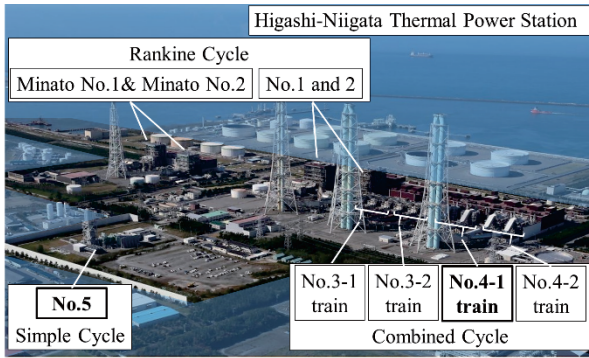 Higashi-Niigata Thermal Power Station
Rankine Cycle
Minato No.1& Minato No.2
No.1 and 2
No.5
Simple Cycle
No.3-1
train
No.3-2
train
No.4-1
train
No.4-2
train
Combined Cycle